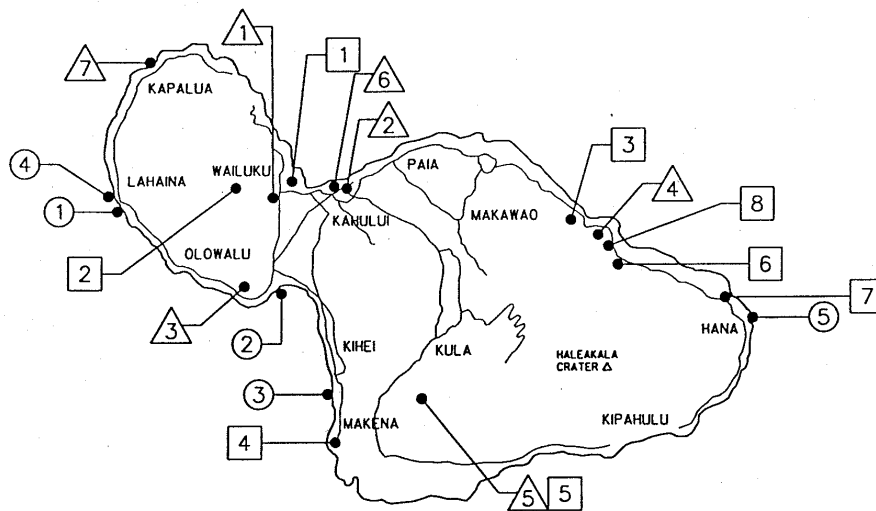 1
1
7
6
2
KAPALUA
3
PAIA
4
LAHAINA
WAILUKU
4
MAKAWAO
8
1
KAHULUI
OLOWALU
6
2
7
3
HANA
5
2
KIHEI
KULA
HALEAKALA
CRATER △
3
KIPAHULU
MAKENA
4
5
5